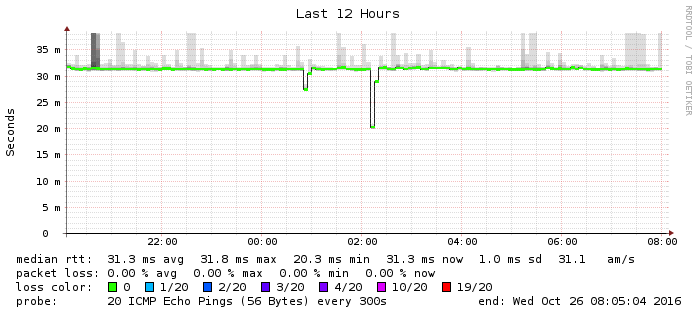 Last 12 Hours
RRDTOOL / TOBI OETIKER
Seconds
35 m
30 m
25 m
20 m
15 m
10 m
5 m
0
22:00 00:00 02:00 04:00 06:00 08:00
median rtt: 31.3 ms avg 31.8 ms max 20.3 ms min 31.3 ms now 1.0 ms sd 31.1 am/s
packet loss: 0.00 % avg 0.00 % max 0.00 % min 0.00 % now
loss color: 0 1/20 2/20 3/20 4/20 10/20 19/20
probe: 20 ICMP Echo Pings (56 Bytes) every 300s end: Wed Oct 26 08:05:04 2016